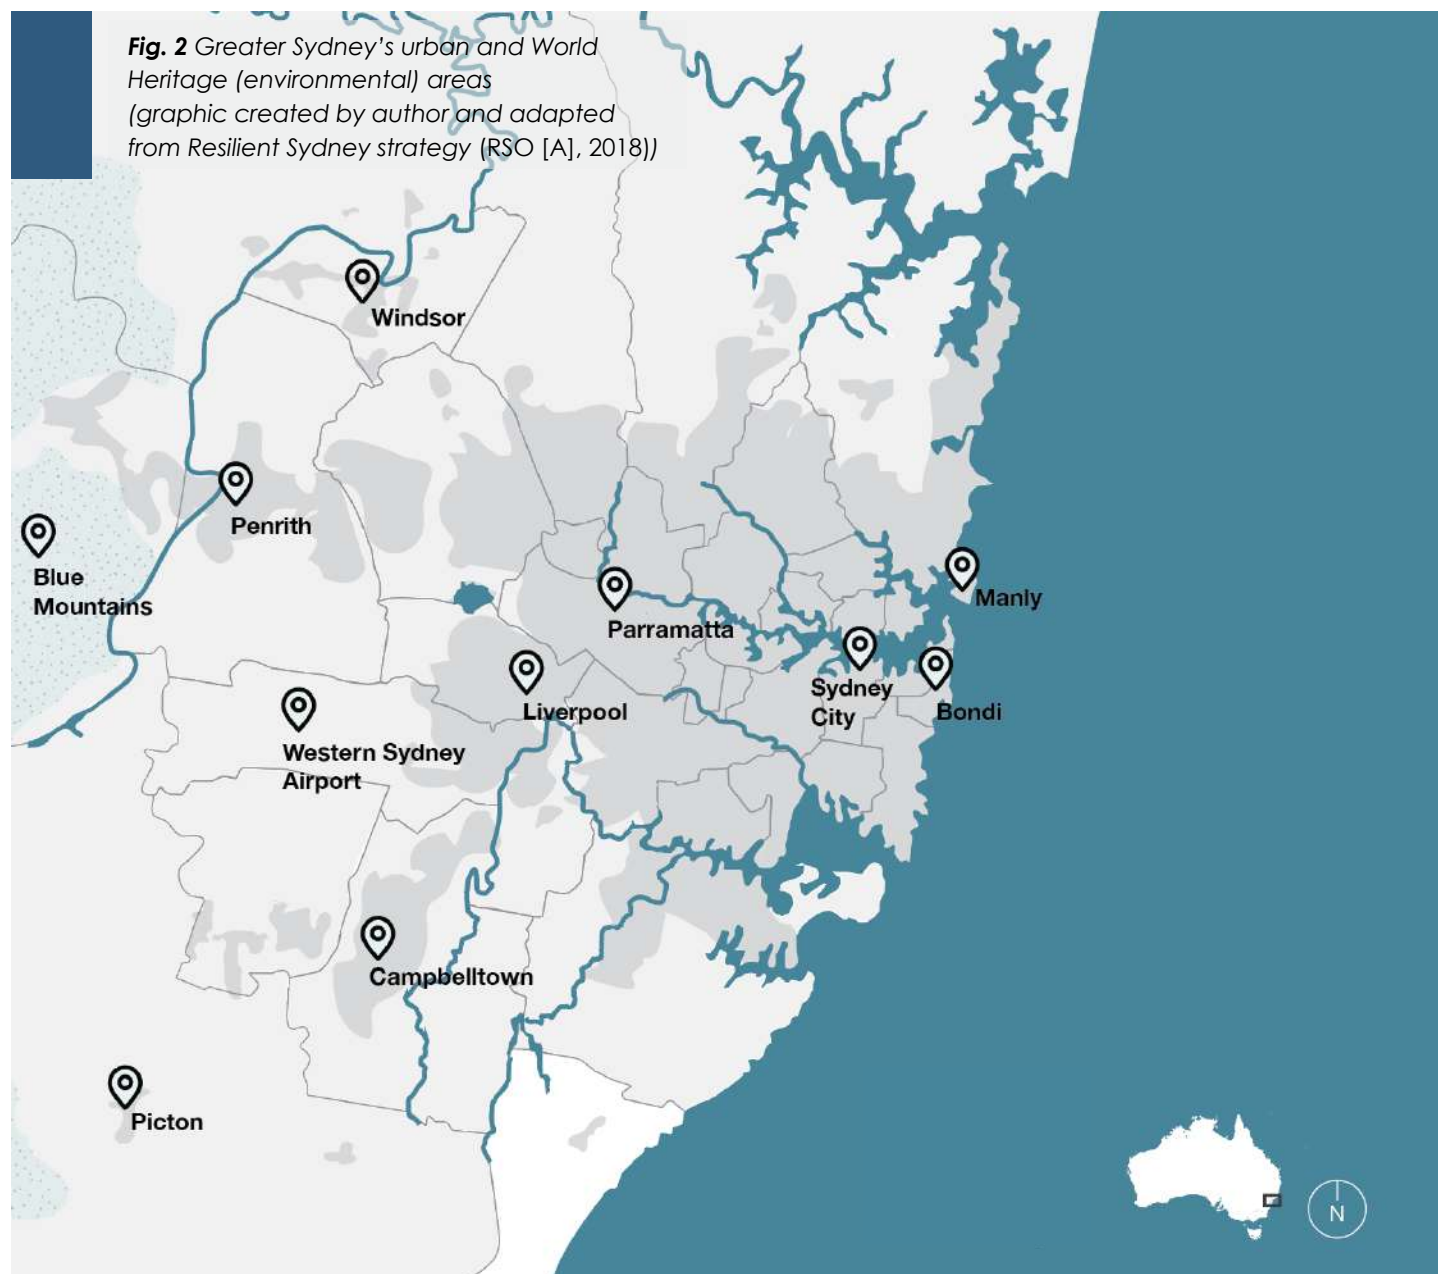 Fig. 2 Greater Sydney’s urban and World
Heritage (environmental) areas
(graphic created by author and adapted
from Resilient Sydney strategy (RSO [A], 2018))
Windsor
Penrith
Blue
Mountains
Manly
Parramatta
Sydney
City
Liverpool
Bondi
Western Sydney
Airport
Campbelltown
Picton
N